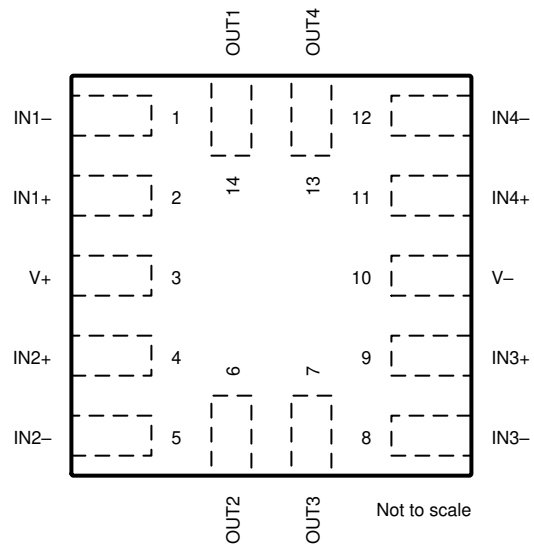 OUT1 OUT4
IN1– 1 12 IN4–
14 13
IN1+ 2 11 IN4+
V+ 3 10 V–
IN2+ 4 6 7 9 IN3+
IN2– 5 8 IN3–
OUT2 OUT3
Not to scale